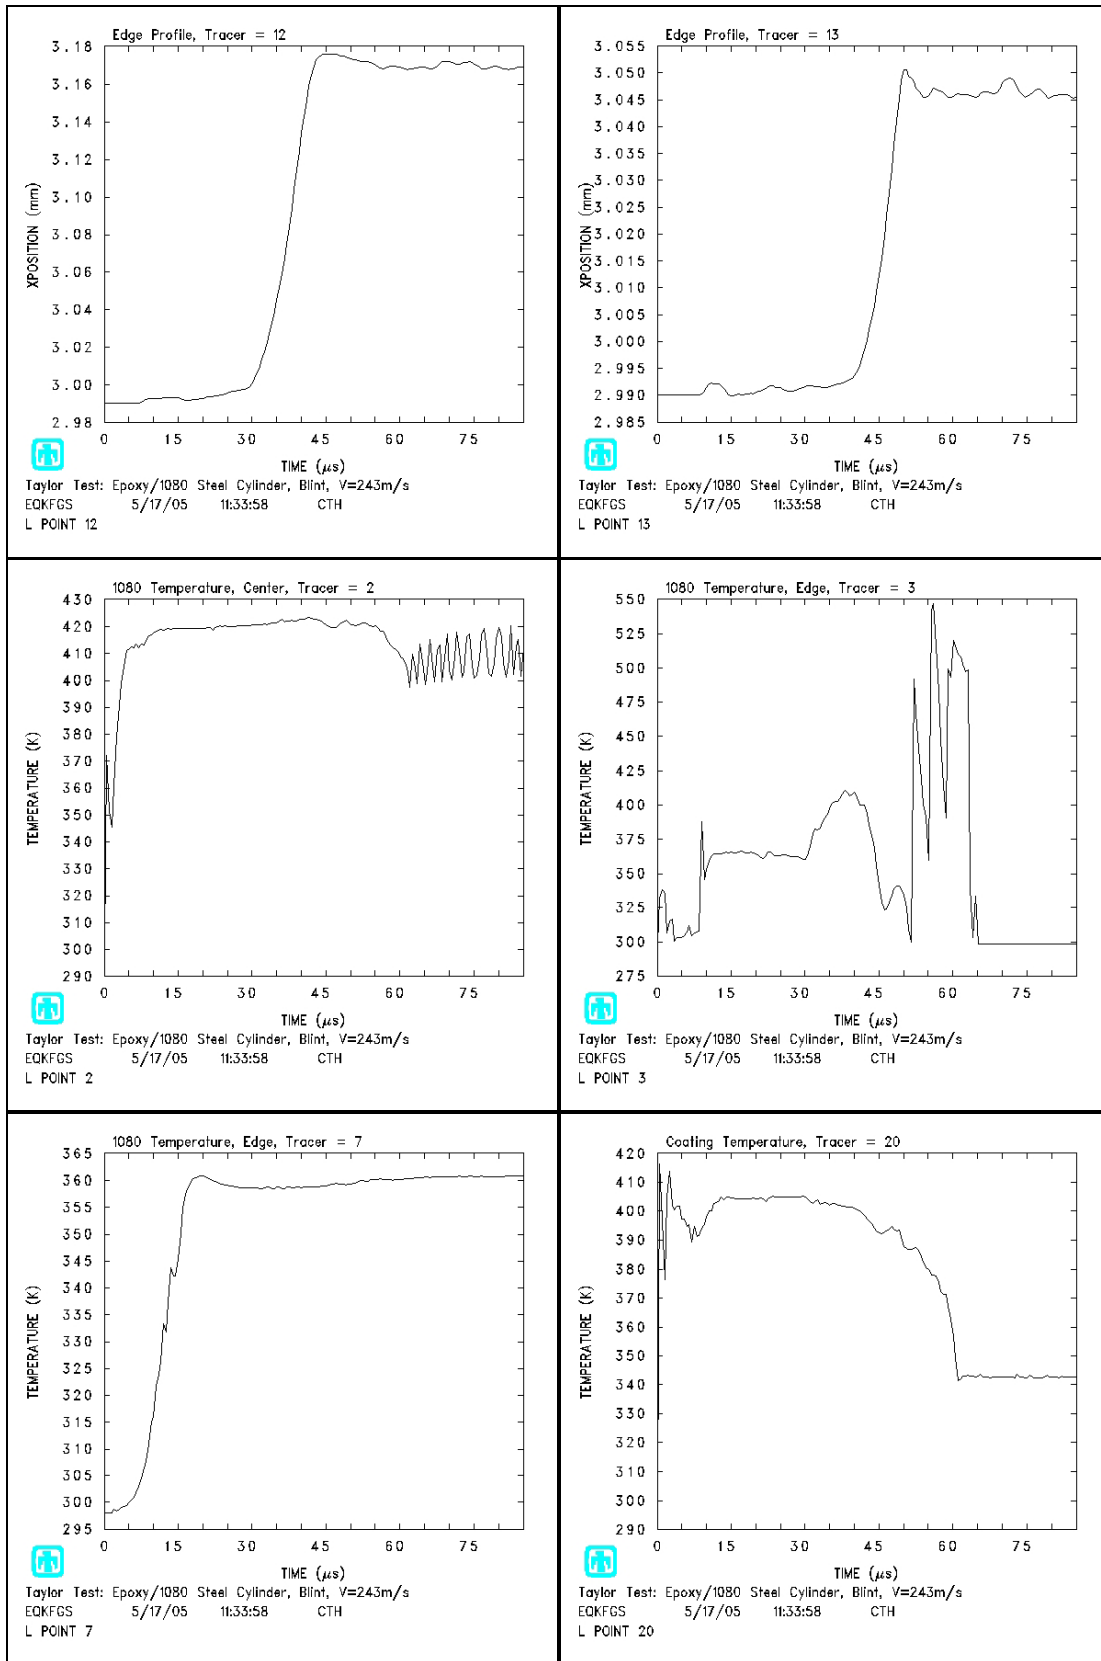 Edge Profile, Tracer = 12
3.18
3.16
3.14
3.12
3.10
3.08
3.06
3.04
3.02
3.00
2.98
XPOSITION (mm)
0 15 30 45 60 75
TIME (μs)
Taylor Test: Epoxy/1080 Steel Cylinder, Blint, V=243m/s
EQKFGS 5/17/05 11:33:58 CTH
L POINT 12
Edge Profile, Tracer = 13
3.055
3.050
3.045
3.040
3.035
3.030
3.025
3.020
3.015
3.010
3.005
3.000
2.995
2.990
2.985
XPOSITION (mm)
0 15 30 45 60 75
TIME (μs)
Taylor Test: Epoxy/1080 Steel Cylinder, Blint, V=243m/s
EQKFGS 5/17/05 11:33:58 CTH
L POINT 13
1080 Temperature, Center, Tracer = 2
430
420
410
400
390
380
370
360
350
340
330
320
310
300
290
TEMPERATURE (K)
0 15 30 45 60 75
TIME (μs)
Taylor Test: Epoxy/1080 Steel Cylinder, Blint, V=243m/s
EQKFGS 5/17/05 11:33:58 CTH
L POINT 2
1080 Temperature, Edge, Tracer = 3
550
525
500
475
450
425
400
375
350
325
300
275
TEMPERATURE (K)
0 15 30 45 60 75
TIME (μs)
Taylor Test: Epoxy/1080 Steel Cylinder, Blint, V=243m/s
EQKFGS 5/17/05 11:33:58 CTH
L POINT 3
1080 Temperature, Edge, Tracer = 7
365
360
355
350
345
340
335
330
325
320
315
310
305
300
295
TEMPERATURE (K)
0 15 30 45 60 75
TIME (μs)
Taylor Test: Epoxy/1080 Steel Cylinder, Blint, V=243m/s
EQKFGS 5/17/05 11:33:58 CTH
L POINT 7
Coating Temperature, Tracer = 20
420
410
400
390
380
370
360
350
340
330
320
310
300
290
TEMPERATURE (K)
0 15 30 45 60 75
TIME (μs)
Taylor Test: Epoxy/1080 Steel Cylinder, Blint, V=243m/s
EQKFGS 5/17/05 11:33:58 CTH
L POINT 20